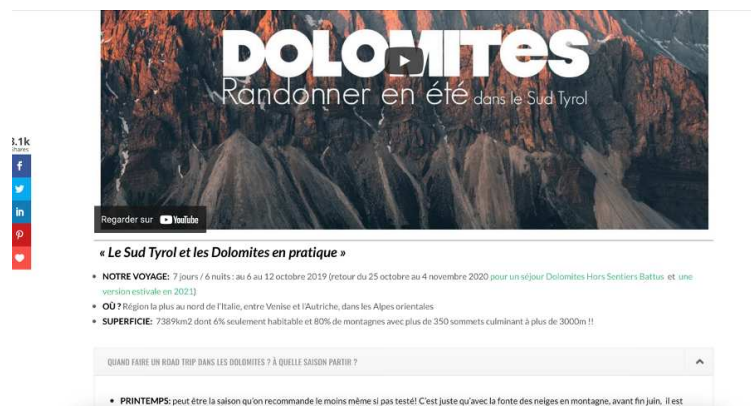 DOLOMITES
Randonner en été dans le Sud Tyrol
3.1k
Shares
Regarder sur YouTube
« Le Sud Tyrol et les Dolomites en pratique »
NOTRE VOYAGE: 7 jours / 6 nuits : au 6 au 12 octobre 2019 (retour du 25 octobre au 4 novembre 2020 pour un séjour Dolomites Hors Sentiers Battus et une
version estivale en 2021)
OÙ ? Région la plus au nord de l'Italie, entre Venise et l'Autriche, dans les Alpes orientales
SUPERFICIE: 7389km2 dont 6% seulement habitable et 80% de montagnes avec plus de 350 sommets culminant à plus de 3000m !!
QUAND FAIRE UN ROAD TRIP DANS LES DOLOMITES ? À QUELLE SAISON PARTIR ?
PRINTEMPS: peut être la saison qu'on recommande le moins même si pas testé! C'est juste qu'avec la fonte des neiges en montagne, avant fin juin, il est